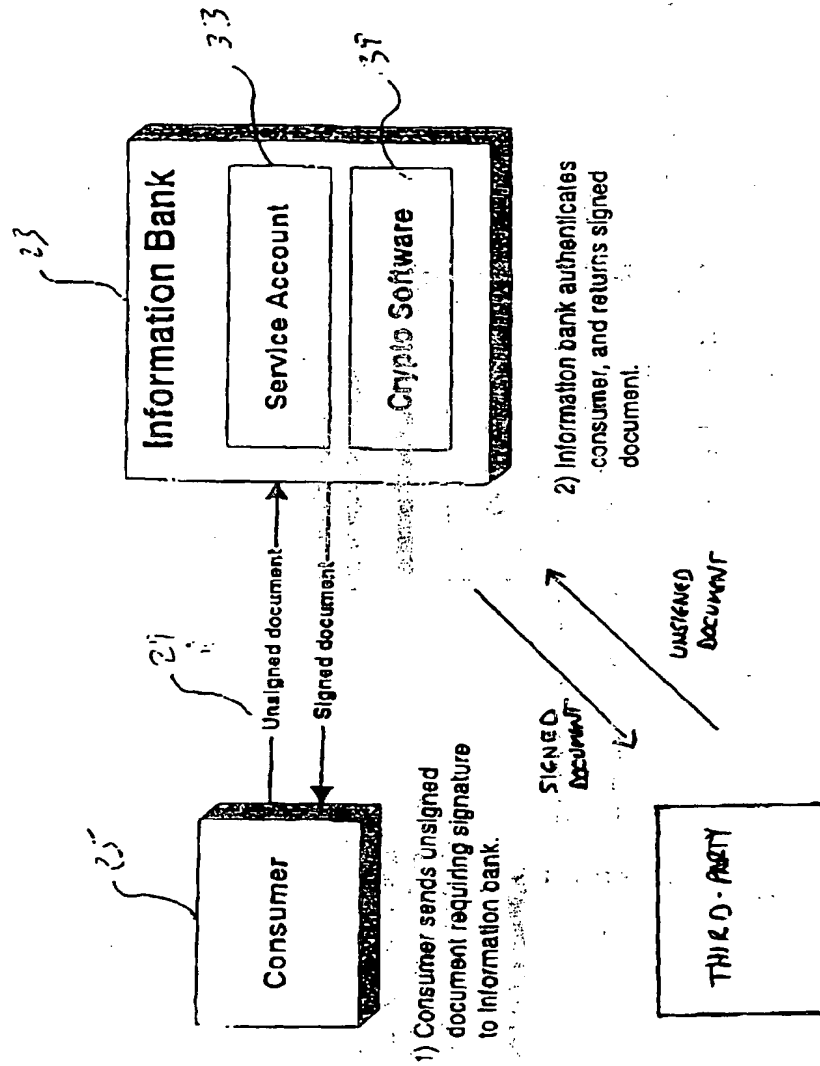 23
Information Bank
Service Account
33
Crypto Software
25
Consumer
Unsigned document
Signed document
1) Consumer sends unsigned
document requiring signature
to Information bank.
2) Information bank authenticates
consumer, and returns signed
document.
SIGNED
DOCUMENT
UNSIGNED
DOCUMENT
THIRD-PARTY